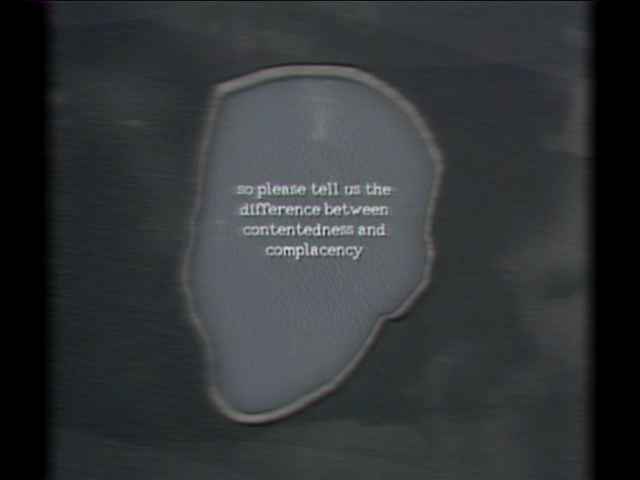 so please tell us the
difference between
contentedness and
complacency